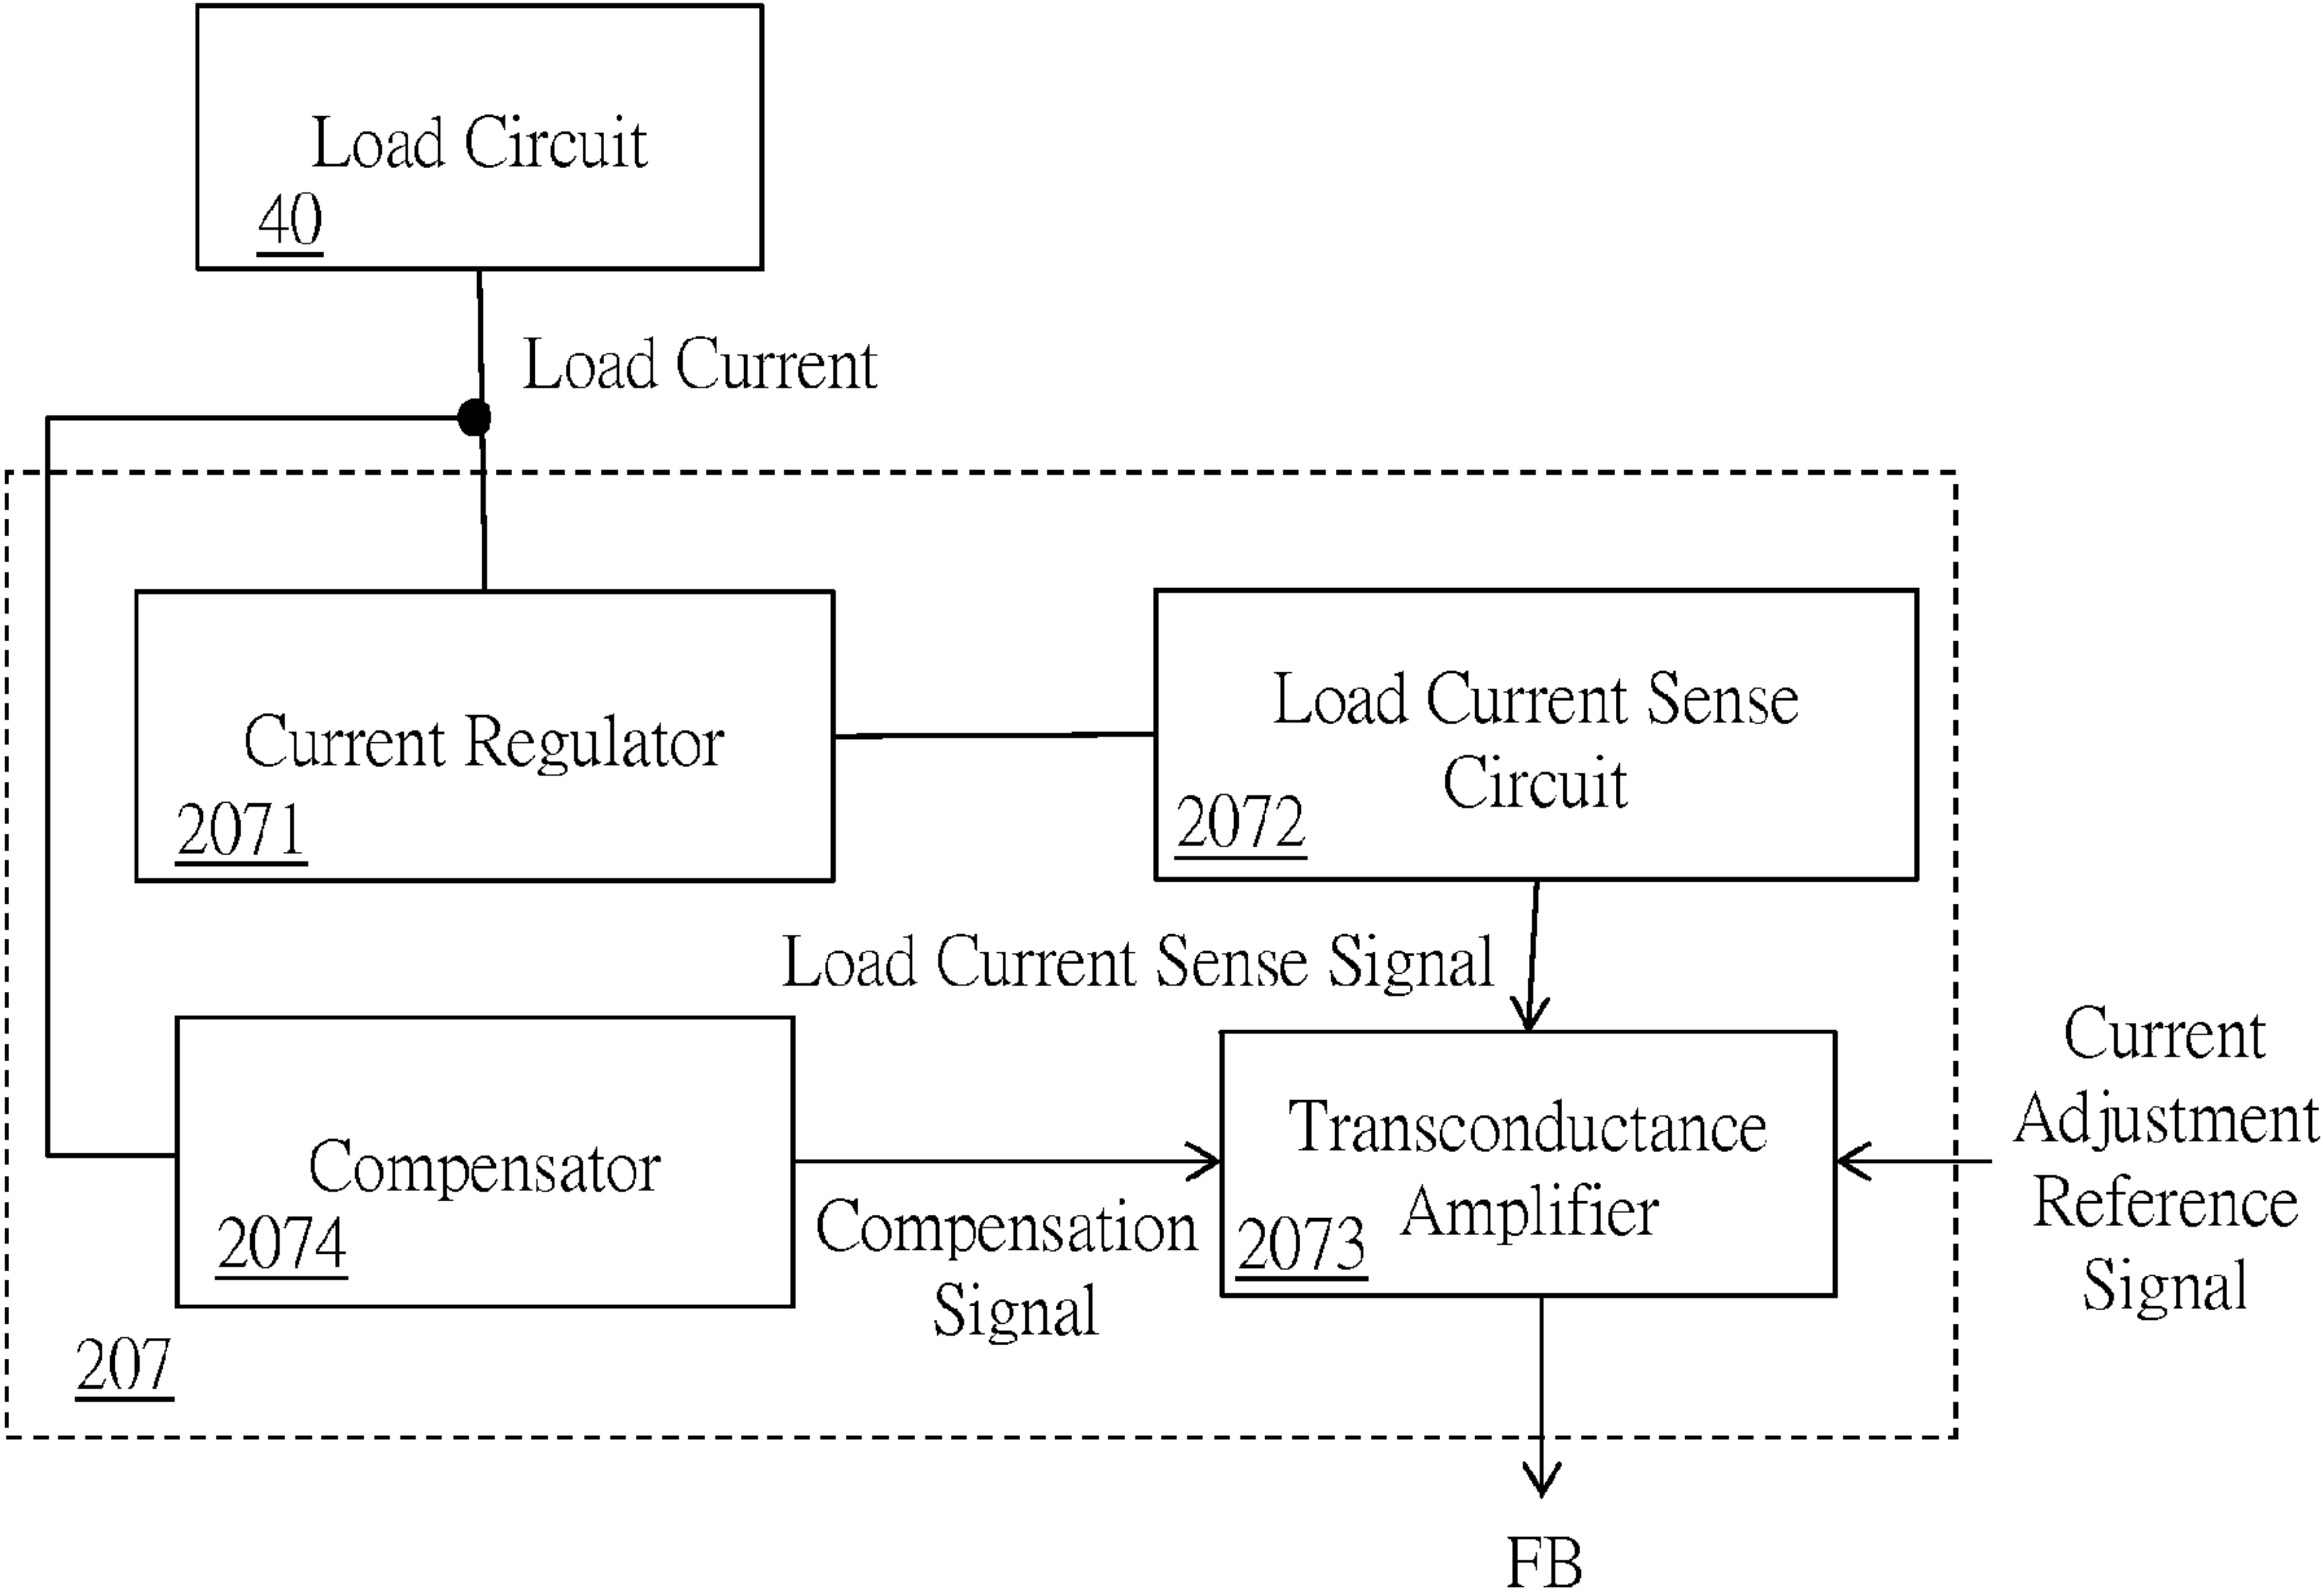 Load Circuit
40
Load Current
Current Regulator
2071
Load Current Sense
Circuit
2072
Load Current Sense Signal
Compensator
2074
Compensation
Signal
Transconductance
Amplifier
2073
Current
Adjustment
Reference
Signal
207
FB